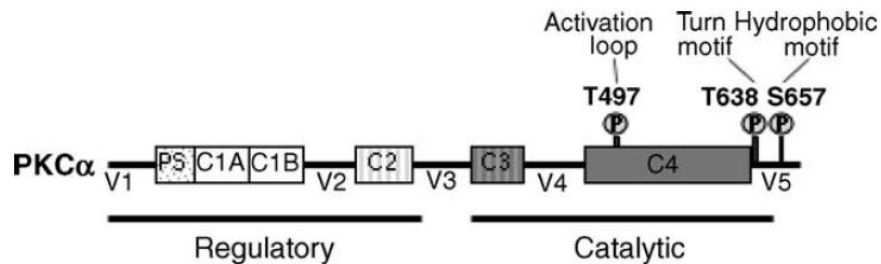 Activation
loop
Turn Hydrophobic
motif motif
T497 T638 S657
P P P
PKCα V1 PS C1A C1B V2 C2 V3 C3 V4 C4 V5
Regulatory Catalytic